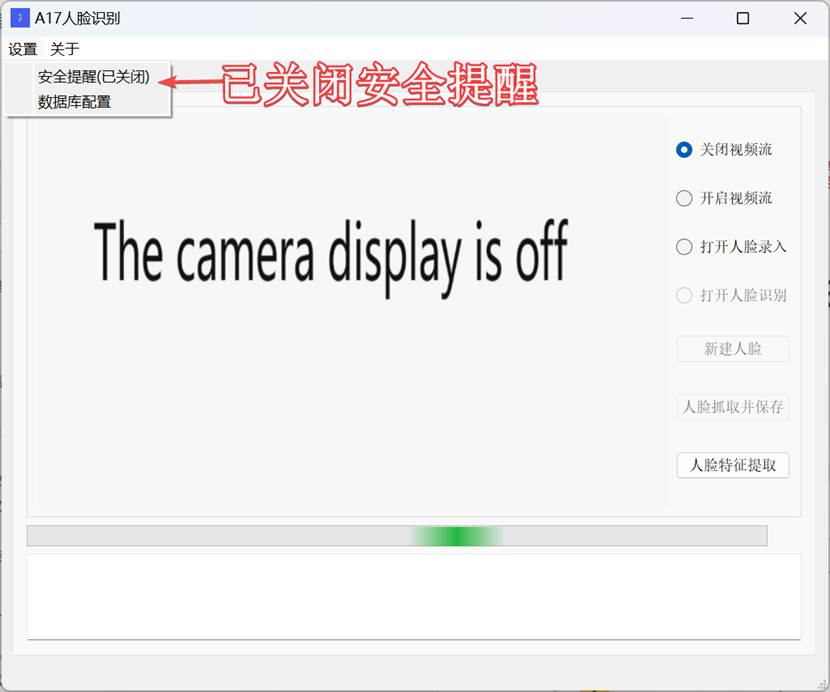 A17人脸识别
设置 关于
安全提醒(已关闭)
已关闭安全提醒
数据库配置
The camera display is off
关闭视频流
开启视频流
打开人脸录入
打开人脸识别
新建人脸
人脸抓取并保存
人脸特征提取